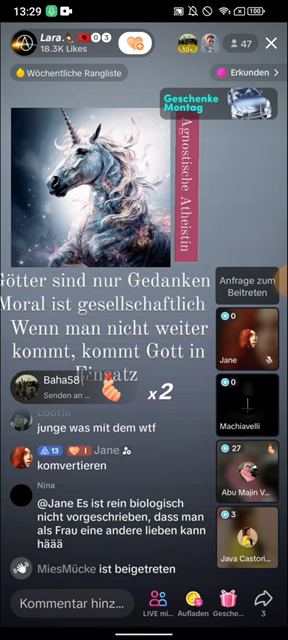 13:29
100
Lara.
0 3
18.3K Likes
47
Wöchentliche Rangliste
Erkunden >
Geschenke
Montag
Agnostische Atheistin
Götter sind nur Gedanken
Moral ist gesellschaftlich
Wenn man nicht weiter
kommt, kommt Gott in
Einsatz
Anfrage zum
Beitreten
0
Jane
0
Machiavelli
27
Abu Majin V...
3
Java Castori...
Baha58
Senden an ...
x2
junge was mit dem wtf
13 1 Jane
komvertieren
Nina
@Jane Es ist rein biologisch
nicht vorgeschrieben, dass man
als Frau eine andere lieben kann
häää
MiesMücke ist beigetreten
Kommentar hinz...
LIVE mi...
Aufladen
Gesche...
3